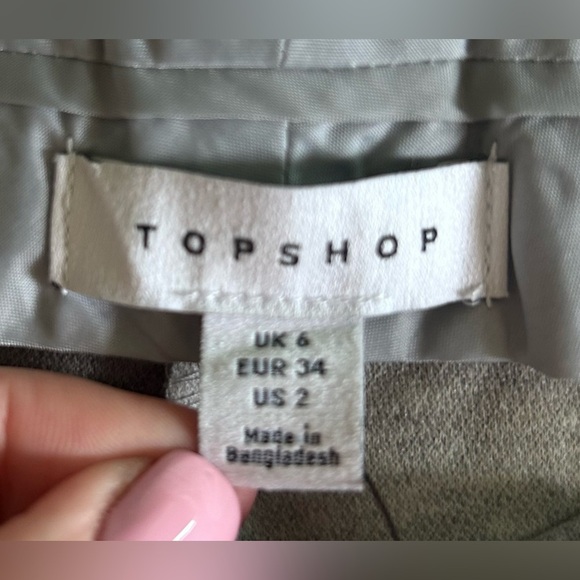 TOPSHOP
UK 6
EUR 34
US 2
Made in
Bangladesh